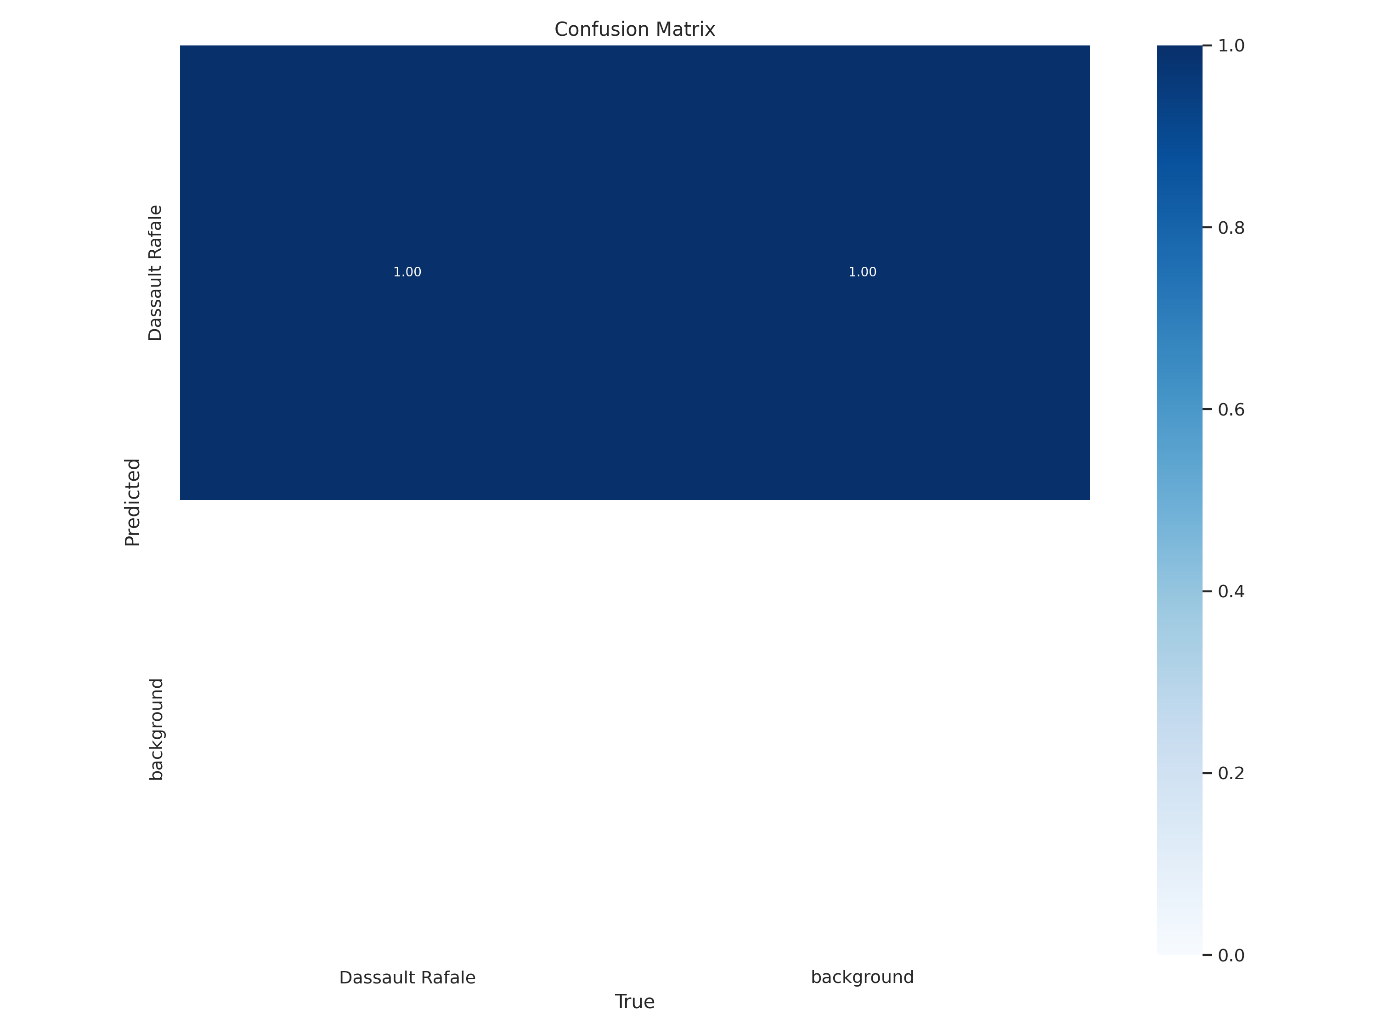 Confusion Matrix
Dassault Rafale
Predicted
background
1.00 1.00
Dassault Rafale background
True
1.0
0.8
0.6
0.4
0.2
0.0